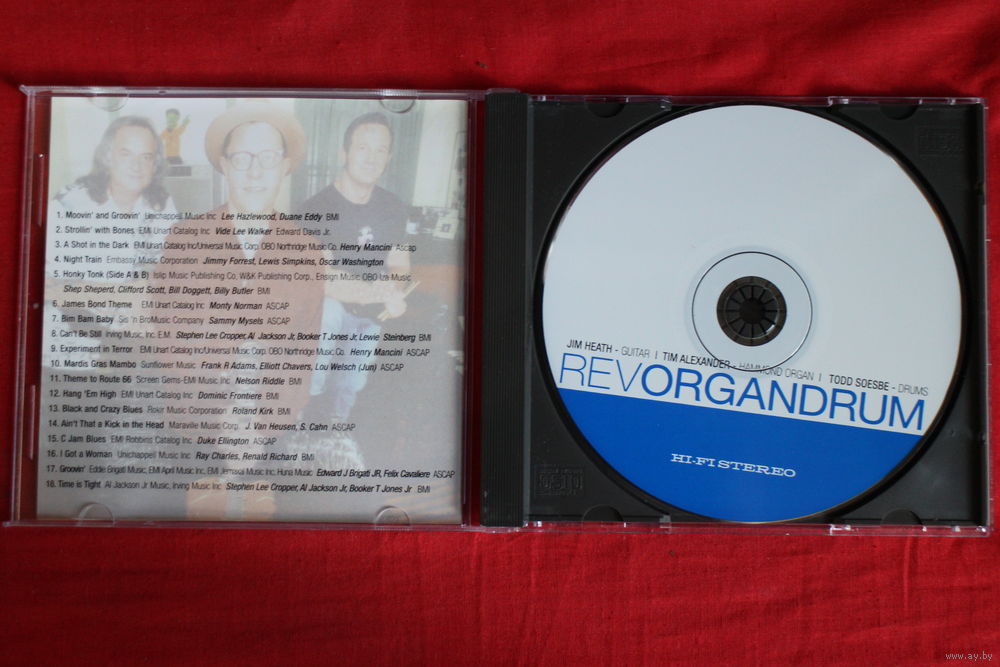 1. Moovin' and Groovin' Unichappell Music Inc Lee Hazlewood, Duane Eddy BMI
2. Strollin' with Bones EMI Unart Catalog Inc Vide Lee Walker Edward Davis Jr.
3. A Shot in the Dark EMI Unart Catalog Inc/Universal Music Corp. OBO Northridge Music Co. Henry Mancini Ascap
4. Night Train Embassy Music Corporation Jimmy Forrest, Lewis Simpkins, Oscar Washington
5. Honky Tonk (Side A & B) Islip Music Publishing Co, W&K Publishing Corp., Ensign Music OBO Iza Music
Shep Sheperd, Clifford Scott, Bill Doggett, Billy Butler BMI
6. James Bond Theme EMI Unart Catalog Inc Monty Norman ASCAP
7. Bim Bam Baby Sis 'n BroMusic Company Sammy Mysels ASCAP
8. Can't Be Still Irving Music, Inc. E.M. Stephen Lee Cropper, Al Jackson Jr, Booker T Jones Jr, Lewie Steinberg BMI
9. Experiment in Terror EMI Unart Catalog Inc/Universal Music Corp. OBO Northridge Music Co. Henry Mancini ASCAP
10. Mardis Gras Mambo Sunflower Music Frank R Adams, Elliott Chavers, Lou Welsch (Jun) ASCAP
11. Theme to Route 66 Screen Gems-EMI Music Inc Nelson Riddle BMI
12. Hang 'Em High EMI Unart Catalog Inc Dominic Frontiere BMI
13. Black and Crazy Blues Rokir Music Corporation Roland Kirk BMI
14. Ain't That a Kick in the Head Maraville Music Corp. J. Van Heusen, S. Cahn ASCAP
15. C Jam Blues EMI Robbins Catalog Inc Duke Ellington ASCAP
16. I Got a Woman Unichappell Music Inc Ray Charles, Renald Richard BMI
17. Groovin' Eddie Brigati Music, EMI April Music Inc, EMI Jemaxal Music Inc, Huna Music Edward J Brigati JR, Felix Cavaliere ASCAP
18. Time is Tight Al Jackson Jr Music, Irving Music Inc Stephen Lee Cropper, Al Jackson Jr, Booker T Jones Jr BMI
JIM HEATH - GUITAR | TIM ALEXANDER - HAMMOND ORGAN | TODD SOESBE - DRUMS
REVORGANDRUM
HI-FI STEREO
www.ay.by